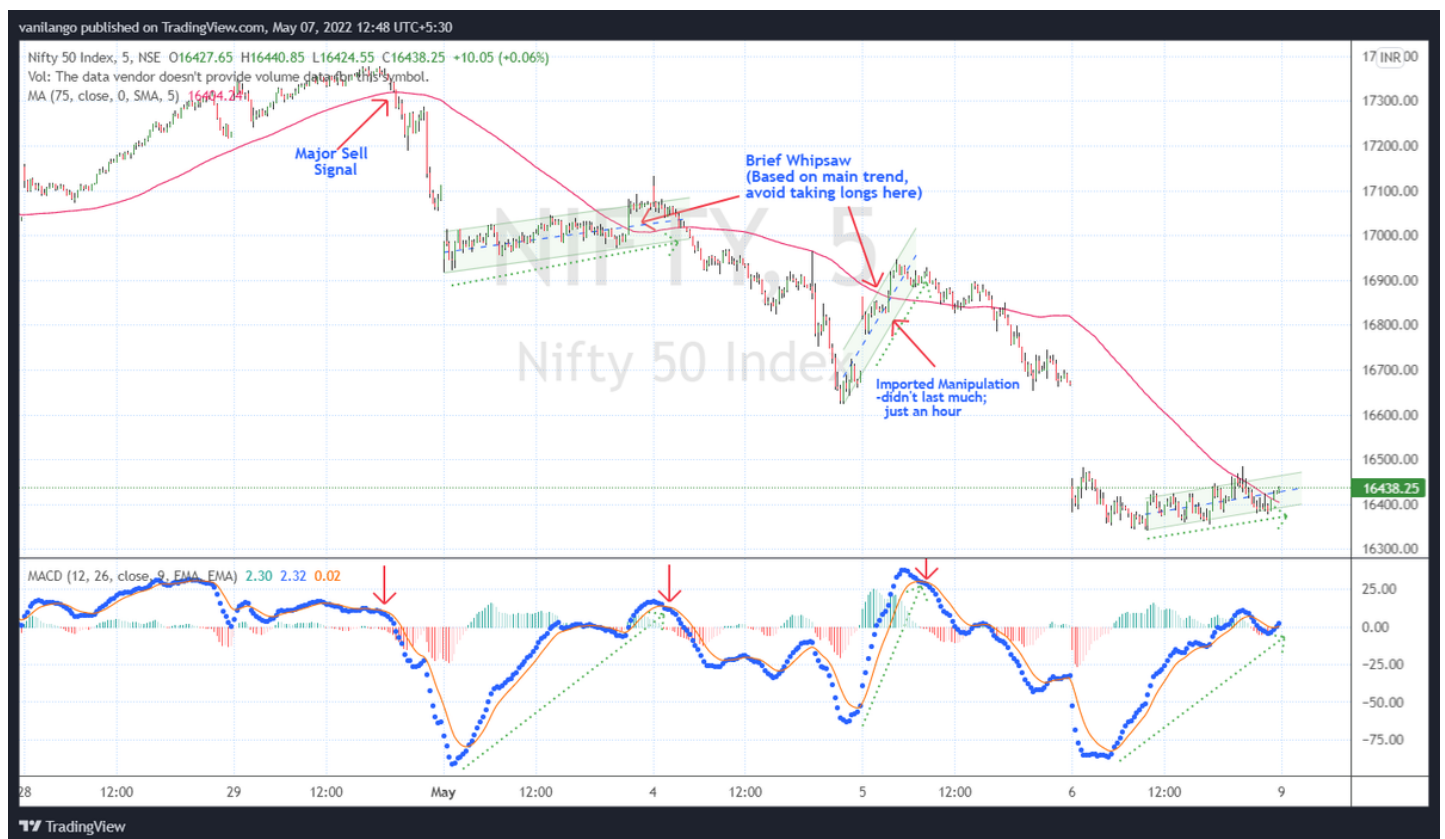 vanilango published on TradingView.com, May 07, 2022 12:48 UTC+5:30
Nifty 50 Index, 5, NSE O16427.65 H16440.85 L16424.55 C16438.25 +10.05 (+0.06%)
Vol: The data vendor doesn't provide volume data for this symbol.
MA (75, close, 0, SMA, 5) 16404.24
INR
17300.00
17200.00
17100.00
17000.00
16900.00
16800.00
16700.00
16600.00
16500.00
16438.25
16400.00
16300.00
Major Sell
Signal
Brief Whipsaw
(Based on main trend,
avoid taking longs here)
NIFTY, 5
Nifty 50 Index
Imported Manipulation
-didn't last much;
just an hour
MACD (12, 26, close, 9, EMA, EMA) 2.30 2.32 0.02
25.00
0.00
−25.00
−50.00
−75.00
28 12:00 29 12:00 May 12:00 4 12:00 5 12:00 6 12:00 9
TradingView